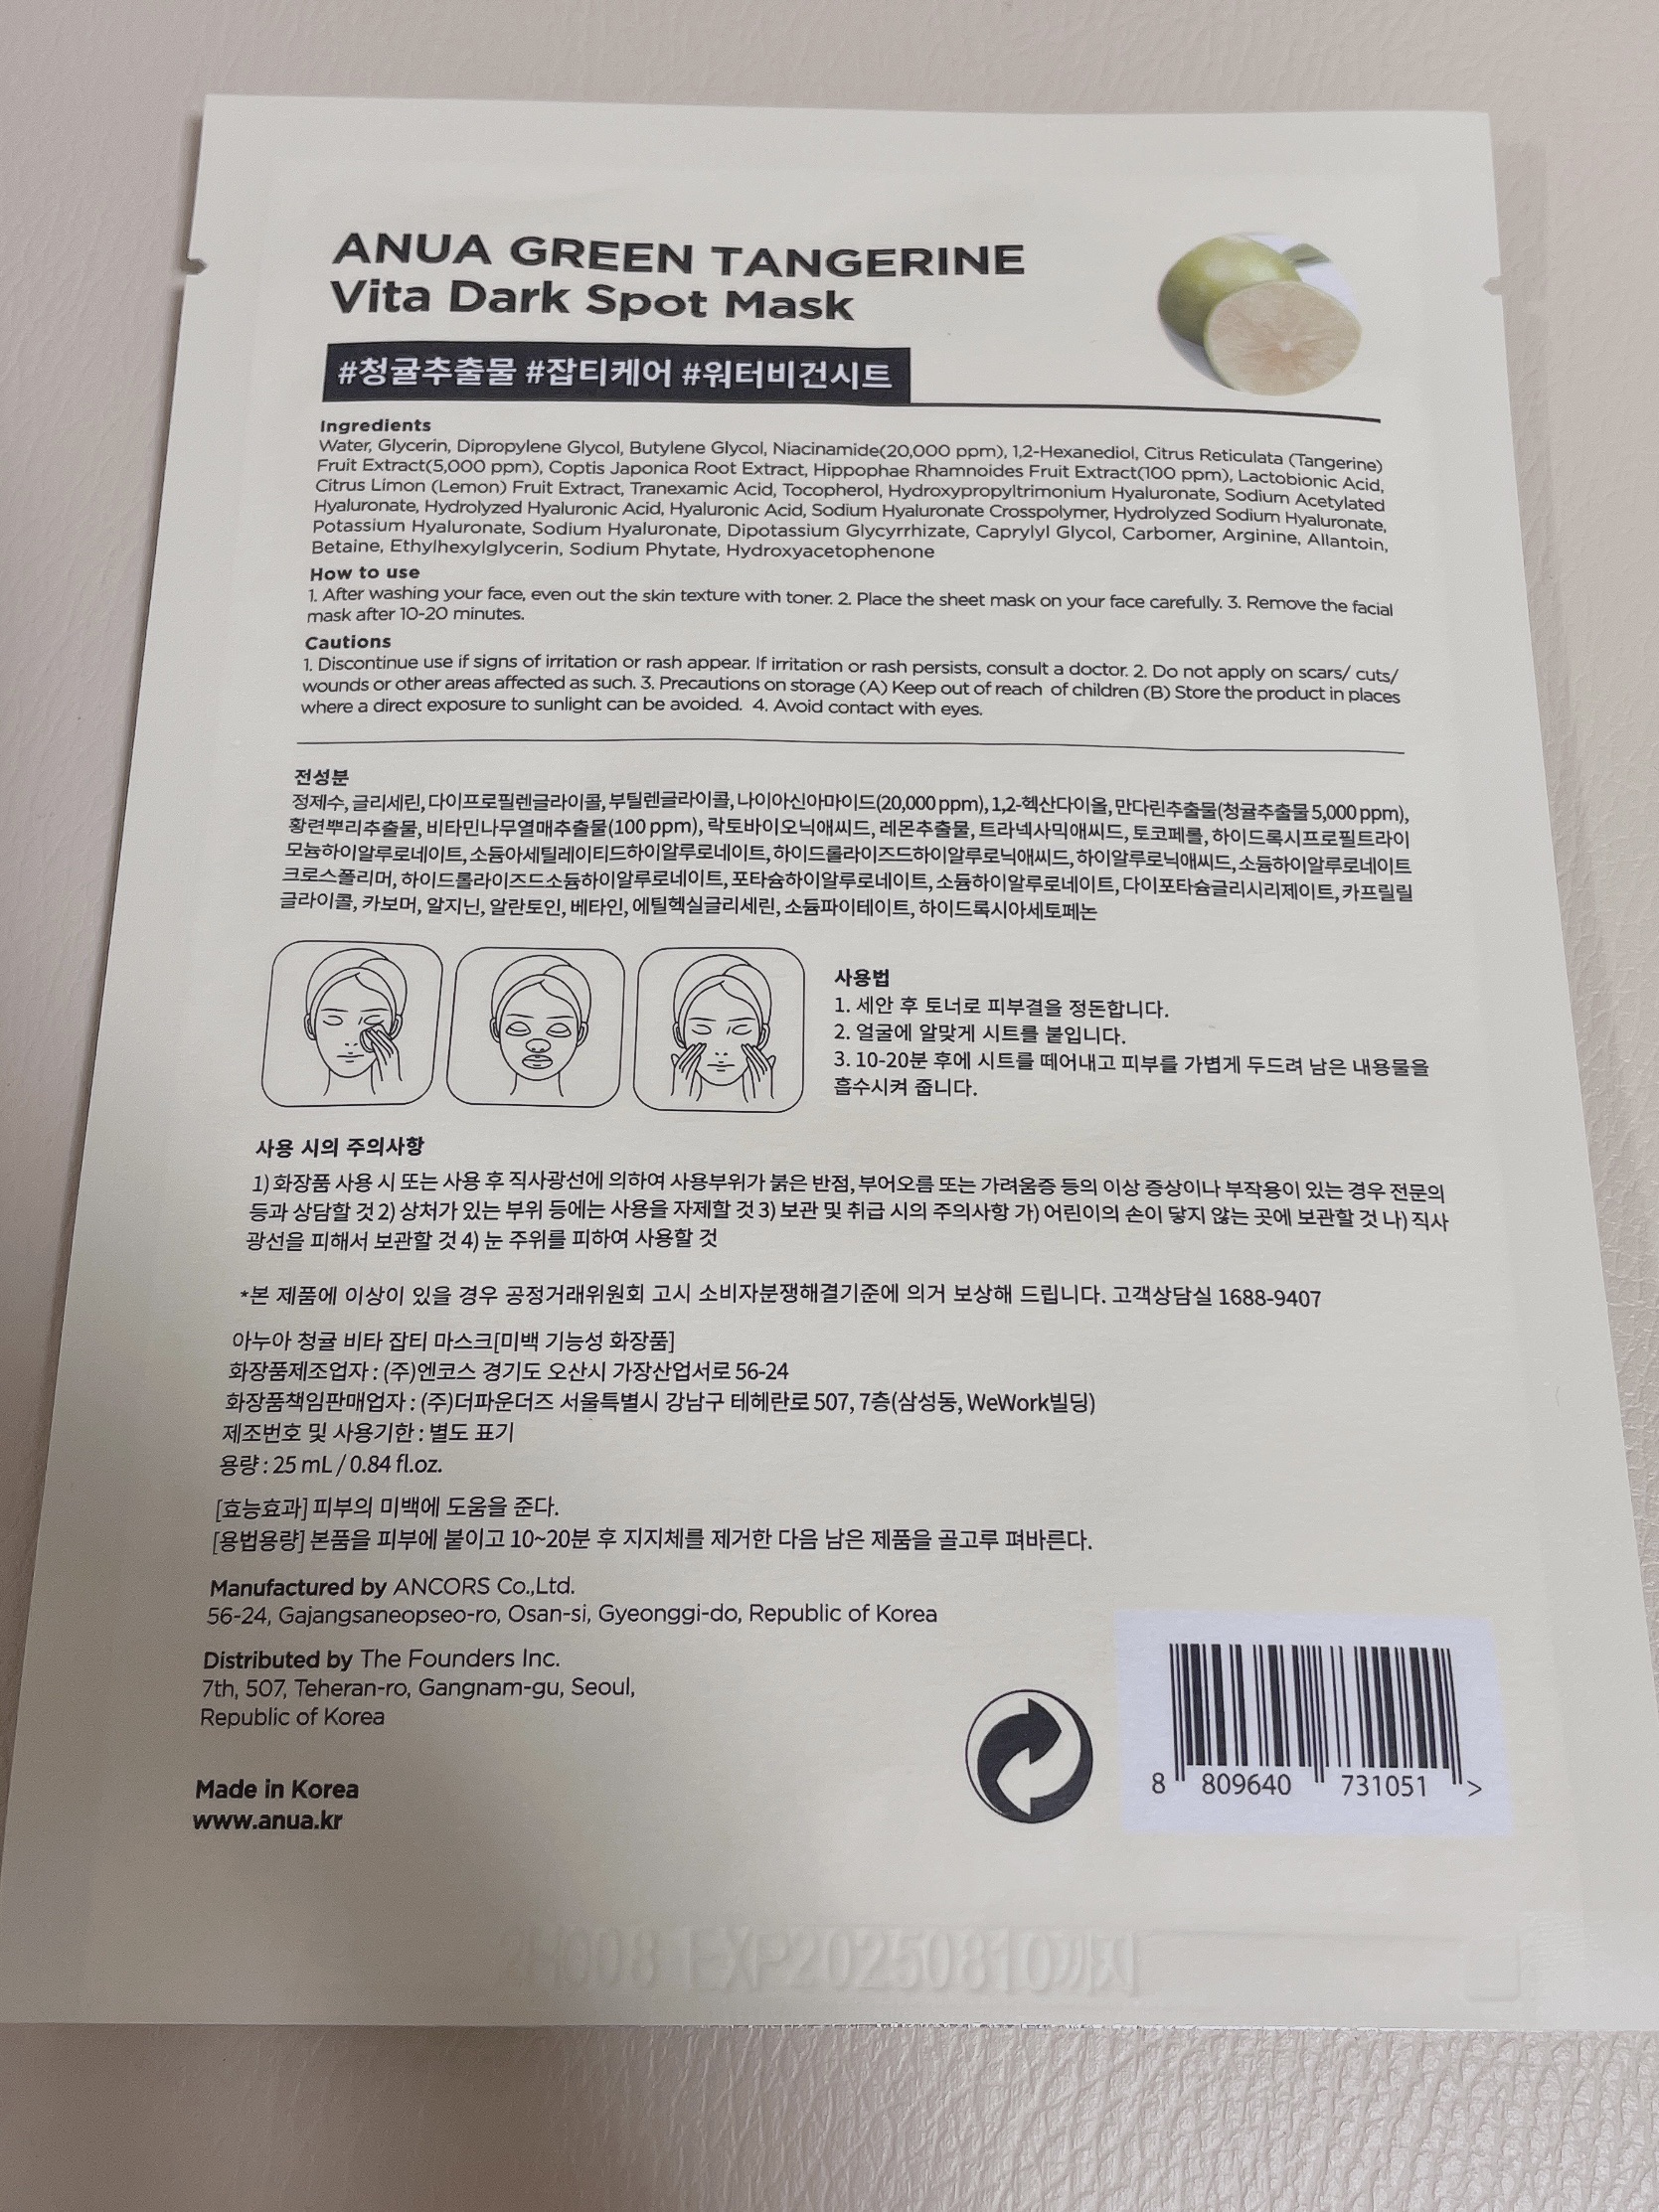 ANUA GREEN TANGERINE
Vita Dark Spot Mask
#청귤추출물 #잡티케어 #워터비건시트
Ingredients
Water, Glycerin, Dipropylene Glycol, Butylene Glycol, Niacinamide(20,000 ppm), 1,2-Hexanediol, Citrus Reticulata (Tangerine)
Fruit Extract(5,000 ppm), Coptis Japonica Root Extract, Hippophae Rhamnoides Fruit Extract(100 ppm), Lactobionic Acid,
Citrus Limon (Lemon) Fruit Extract, Tranexamic Acid, Tocopherol, Hydroxypropyltrimonium Hyaluronate, Sodium Acetylated
Hyaluronate, Hydrolyzed Hyaluronic Acid, Hyaluronic Acid, Sodium Hyaluronate Crosspolymer, Hydrolyzed Sodium Hyaluronate,
Potassium Hyaluronate, Sodium Hyaluronate, Dipotassium Glycyrrhizate, Caprylyl Glycol, Carbomer, Arginine, Allantoin,
Betaine, Ethylhexylglycerin, Sodium Phytate, Hydroxyacetophenone
How to use
1. After washing your face, even out the skin texture with toner. 2. Place the sheet mask on your face carefully. 3. Remove the facial
mask after 10-20 minutes.
Cautions
1. Discontinue use if signs of irritation or rash appear. If irritation or rash persists, consult a doctor. 2. Do not apply on scars/ cuts/
wounds or other areas affected as such. 3. Precautions on storage (A) Keep out of reach of children (B) Store the product in places
where a direct exposure to sunlight can be avoided. 4. Avoid contact with eyes.
전성분
정제수, 글리세린, 다이프로필렌글라이콜, 부틸렌글라이콜, 나이아신아마이드(20,000 ppm), 1,2-헥산다이올, 만다린추출물(청귤추출물 5,000 ppm),
황련뿌리추출물, 비타민나무열매추출물(100 ppm), 락토바이오닉애씨드, 레몬추출물, 트라넥사믹애씨드, 토코페롤, 하이드록시프로필트라이
모늄하이알루로네이트, 소듐아세틸레이티드하이알루로네이트, 하이드롤라이즈드하이알루로닉애씨드, 하이알루로닉애씨드, 소듐하이알루로네이트
크로스폴리머, 하이드롤라이즈드소듐하이알루로네이트, 포타슘하이알루로네이트, 소듐하이알루로네이트, 다이포타슘글리시리제이트, 카프릴릴
글라이콜, 카보머, 알지닌, 알란토인, 베타인, 에틸헥실글리세린, 소듐파이테이트, 하이드록시아세토페논
사용법
1. 세안 후 토너로 피부결을 정돈합니다.
2. 얼굴에 알맞게 시트를 붙입니다.
3. 10-20분 후에 시트를 떼어내고 피부를 가볍게 두드려 남은 내용물을
흡수시켜 줍니다.
사용 시의 주의사항
1) 화장품 사용 시 또는 사용 후 직사광선에 의하여 사용부위가 붉은 반점, 부어오름 또는 가려움증 등의 이상 증상이나 부작용이 있는 경우 전문의
등과 상담할 것 2) 상처가 있는 부위 등에는 사용을 자제할 것 3) 보관 및 취급 시의 주의사항 가) 어린이의 손이 닿지 않는 곳에 보관할 것 나) 직사
광선을 피해서 보관할 것 4) 눈 주위를 피하여 사용할 것
*본 제품에 이상이 있을 경우 공정거래위원회 고시 소비자분쟁해결기준에 의거 보상해 드립니다. 고객상담실 1688-9407
아누아 청귤 비타 잡티 마스크[미백 기능성 화장품]
화장품제조업자 : (주)엔코스 경기도 오산시 가장산업서로 56-24
화장품책임판매업자 : (주)더파운더즈 서울특별시 강남구 테헤란로 507, 7층(삼성동, WeWork빌딩)
제조번호 및 사용기한 : 별도 표기
용량 : 25 mL / 0.84 fl.oz.
[효능효과] 피부의 미백에 도움을 준다.
[용법용량] 본품을 피부에 붙이고 10~20분 후 지지체를 제거한 다음 남은 제품을 골고루 펴바른다.
Manufactured by ANCORS Co.,Ltd.
56-24, Gajangsaneopseo-ro, Osan-si, Gyeonggi-do, Republic of Korea
Distributed by The Founders Inc.
7th, 507, Teheran-ro, Gangnam-gu, Seoul,
Republic of Korea
Made in Korea
www.anua.kr
8 809640 731051 >
EXP20250810까지